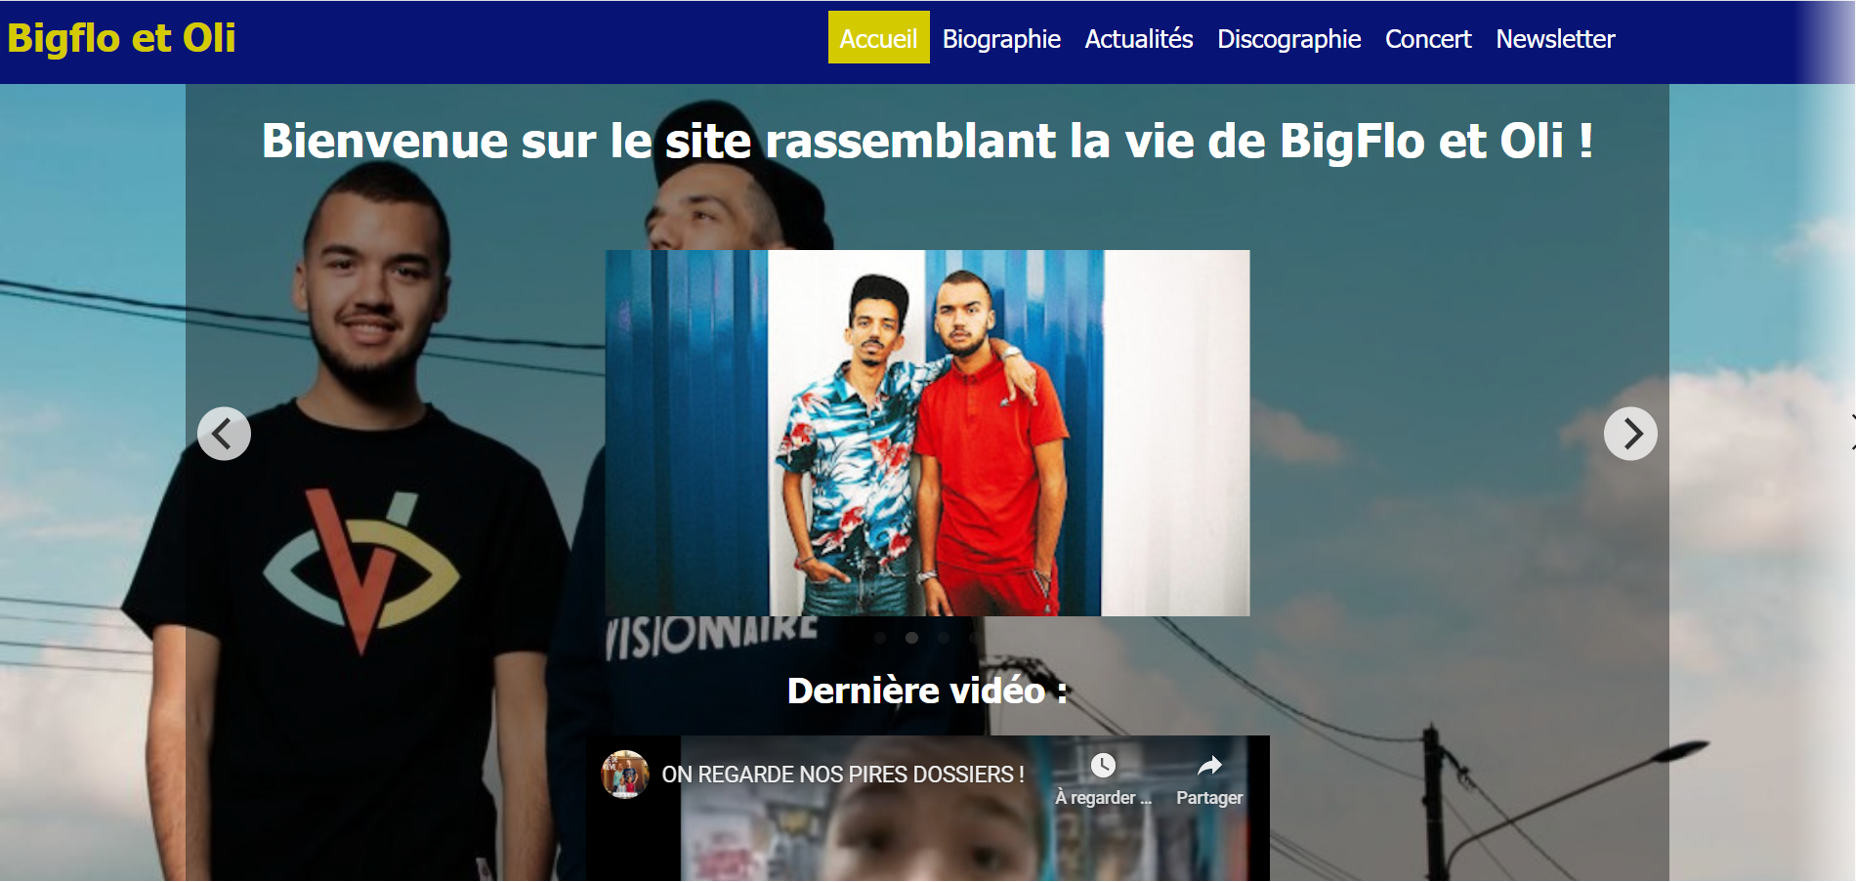 Bigflo et Oli
Accueil Biographie Actualités Discographie Concert Newsletter
Bienvenue sur le site rassemblant la vie de BigFlo et Oli !
VISIONNAIRE
Dernière vidéo :
ON REGARDE NOS PIRES DOSSIERS !
À regarder ...
Partager